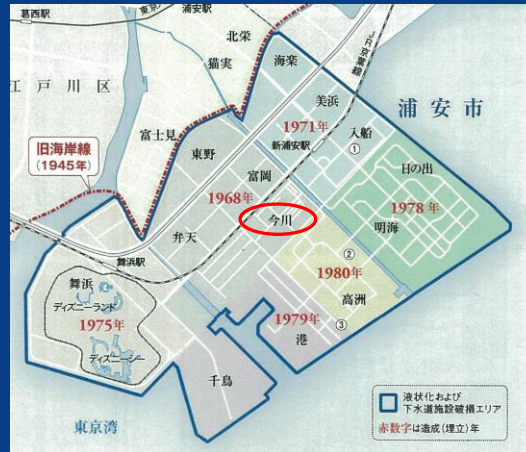 葛西駅
東京
浦安駅
北栄
海楽
猫実
JR京葉線
江戸川区
美浜
浦安市
富士見
1971年
入船
旧海岸線
(1945年)
東野
新浦安駅
①
日の出
富岡
1968年
1978年
今川
明海
弁天
②
舞浜駅
1980年
舞浜
高洲
ディズニーランド
1979年
1975年
③
港
ディズニーシー
千鳥
液状化および
下水道施設破損エリア
東京湾
赤数字は造成(埋立)年